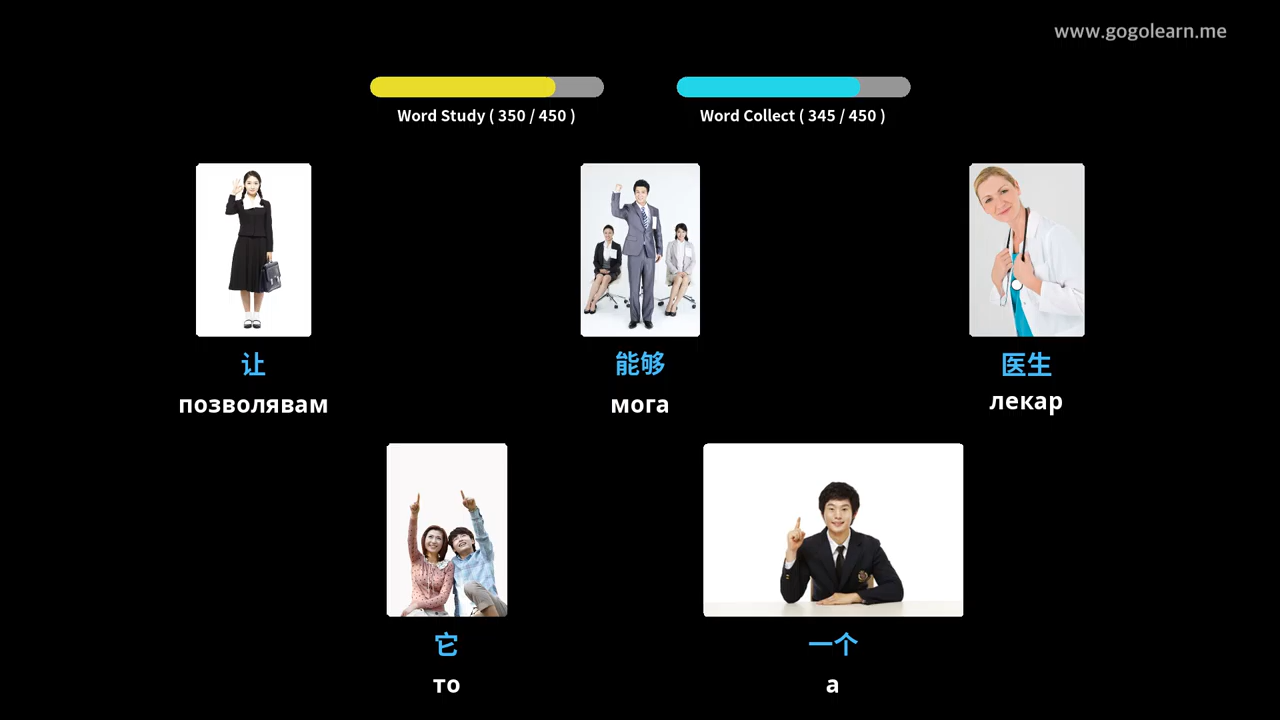 www.gogolearn.me
Word Study ( 350 / 450 )
Word Collect ( 345 / 450 )
让
能够
医生
позволявам
мога
лекар
它
一个
то
а